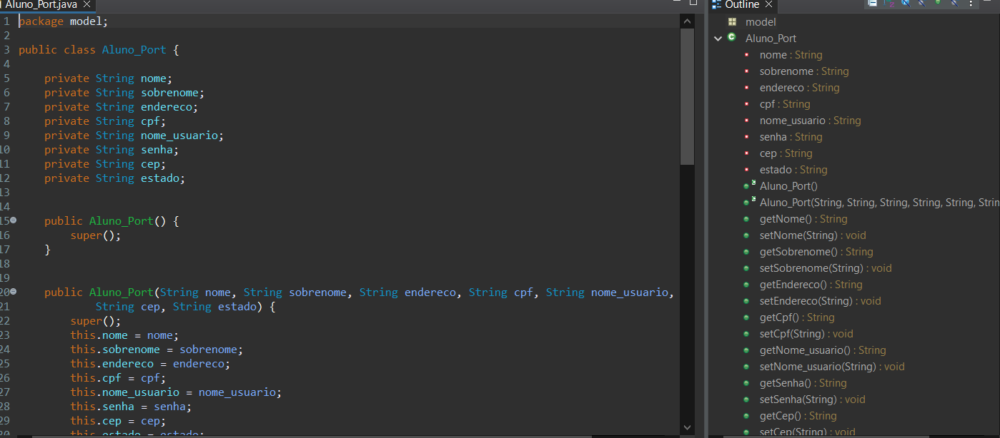 Aluno_Port.java
1 package model;
2
3 public class Aluno_Port {
4
5     private String nome;
6     private String sobrenome;
7     private String endereco;
8     private String cpf;
9     private String nome_usuario;
10     private String senha;
11     private String cep;
12     private String estado;
13
14
15     public Aluno_Port() {
16         super();
17     }
18
19
20     public Aluno_Port(String nome, String sobrenome, String endereco, String cpf, String nome_usuario,
21             String cep, String estado) {
22         super();
23         this.nome = nome;
24         this.sobrenome = sobrenome;
25         this.endereco = endereco;
26         this.cpf = cpf;
27         this.nome_usuario = nome_usuario;
28         this.senha = senha;
29         this.cep = cep;
30         this.estado = estado;
Outline
model
Aluno_Port
nome : String
sobrenome : String
endereco : String
cpf : String
nome_usuario : String
senha : String
cep : String
estado : String
Aluno_Port()
Aluno_Port(String, String, String, String, String, Strin
getNome() : String
setNome(String) : void
getSobrenome() : String
setSobrenome(String) : void
getEndereco() : String
setEndereco(String) : void
getCpf() : String
setCpf(String) : void
getNome_usuario() : String
setNome_usuario(String) : void
getSenha() : String
setSenha(String) : void
getCep() : String
setCep(String) : void